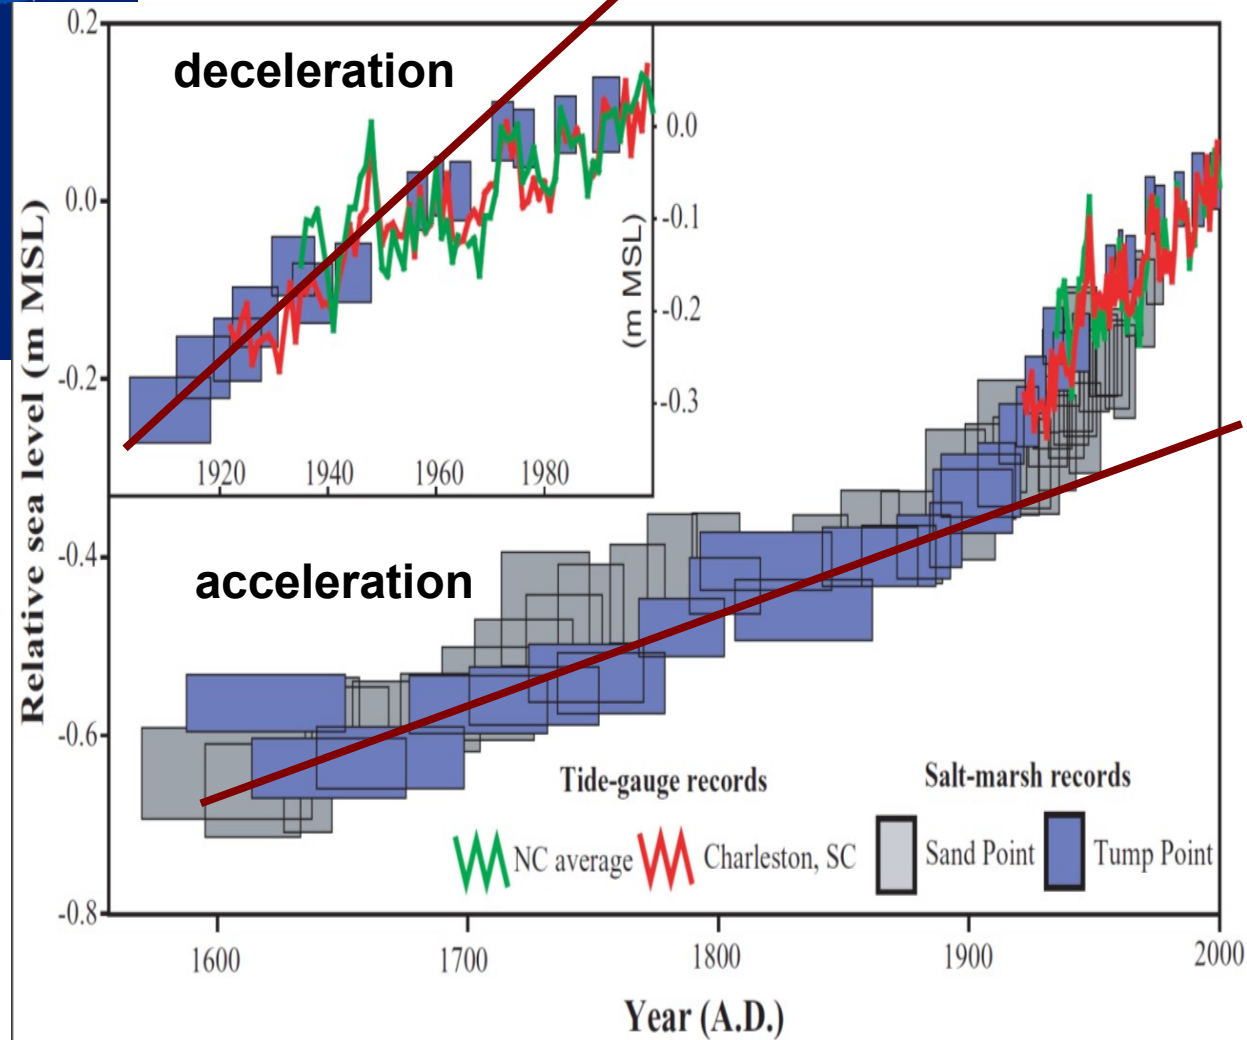 0.2
0.0
-0.2
-0.4
-0.6
-0.8
Relative sea level (m MSL)
deceleration
0.0
-0.1
-0.2
-0.3
(m MSL)
1920 1940 1960 1980
acceleration
Tide-gauge records
NC average Charleston, SC
Salt-marsh records
Sand Point Tump Point
1600 1700 1800 1900 2000
Year (A.D.)